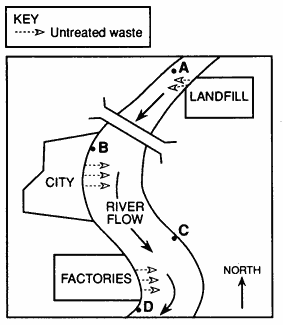 KEY
Untreated waste
A
LANDFILL
B
CITY
RIVER
FLOW
C
FACTORIES
NORTH
D